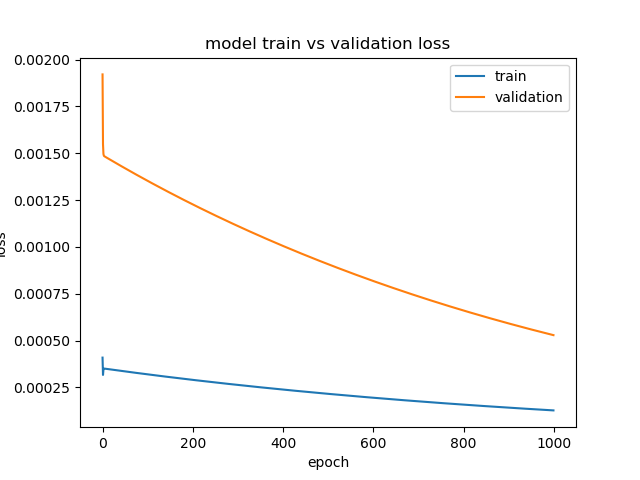 model train vs validation loss
0.00200
0.00175
0.00150
0.00125
0.00100
0.00075
0.00050
0.00025
loss
train
validation
0 200 400 600 800 1000
epoch